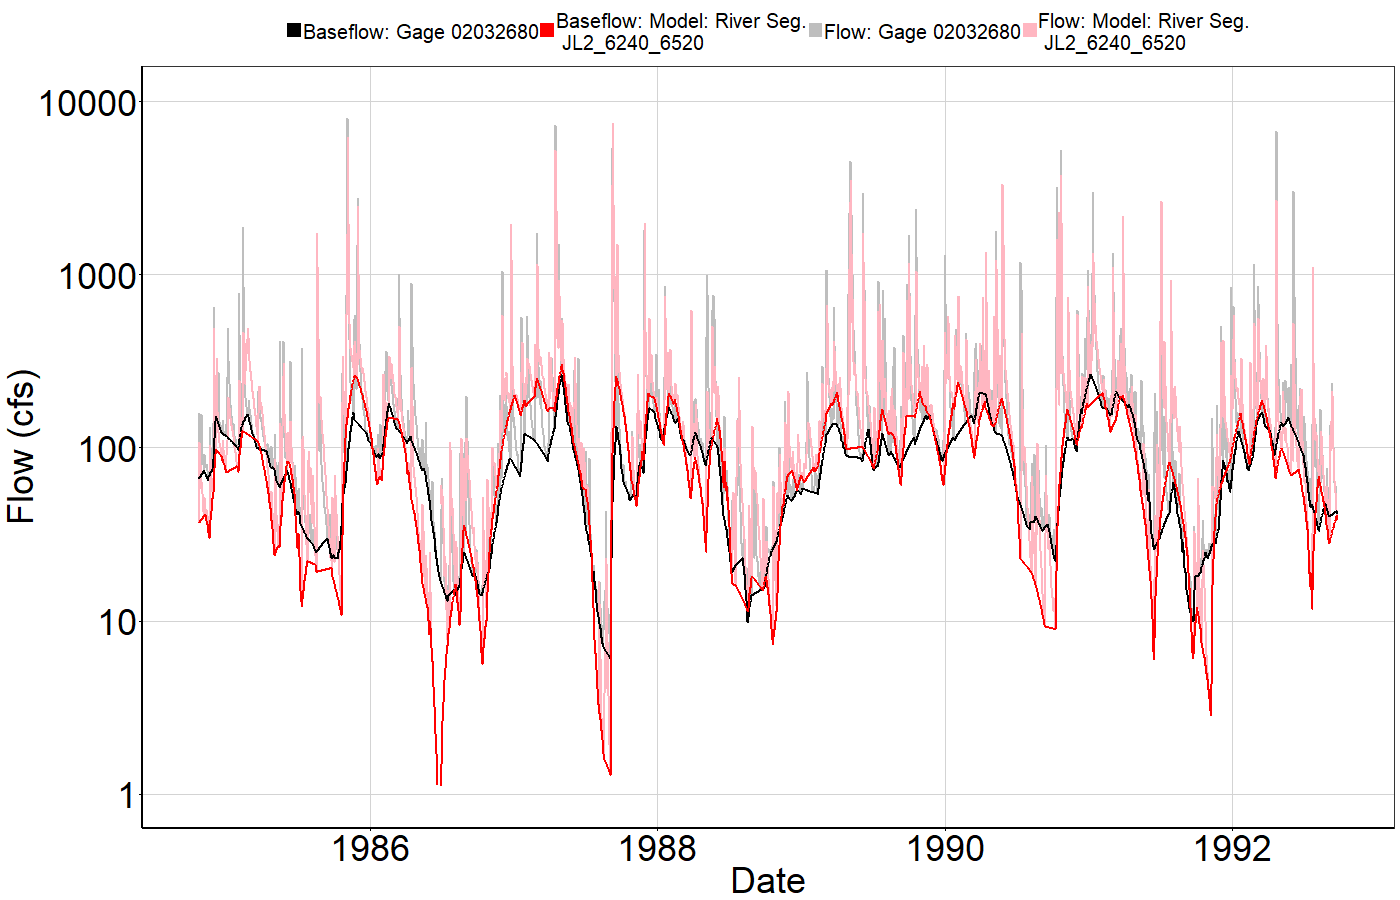 Baseflow: Gage 02032680 Baseflow: Model: River Seg. Flow: Gage 02032680 Flow: Model: River Seg.
JL2_6240_6520 JL2_6240_6520
10000
1000
100
10
1
Flow (cfs)
1986 1988 1990 1992
Date